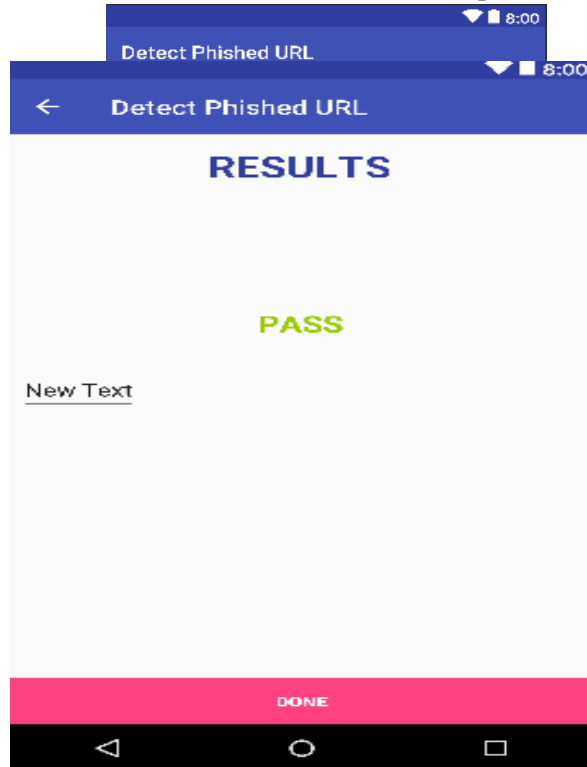 8:00
Detect Phished URL
8:00
Detect Phished URL
RESULTS
PASS
New Text
DONE